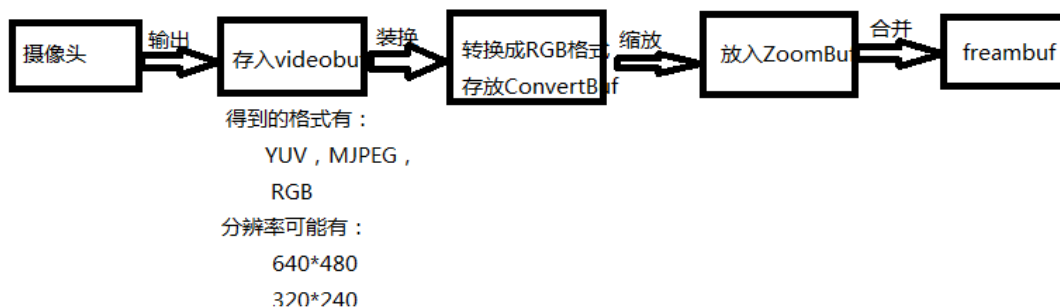 摄像头
输出
存入videobuf
装换
转换成RGB格式
存放ConvertBuf
缩放
放入ZoomBuf
合并
freambuf
得到的格式有：
YUV，MJPEG，
RGB
分辨率可能有：
640*480
320*240